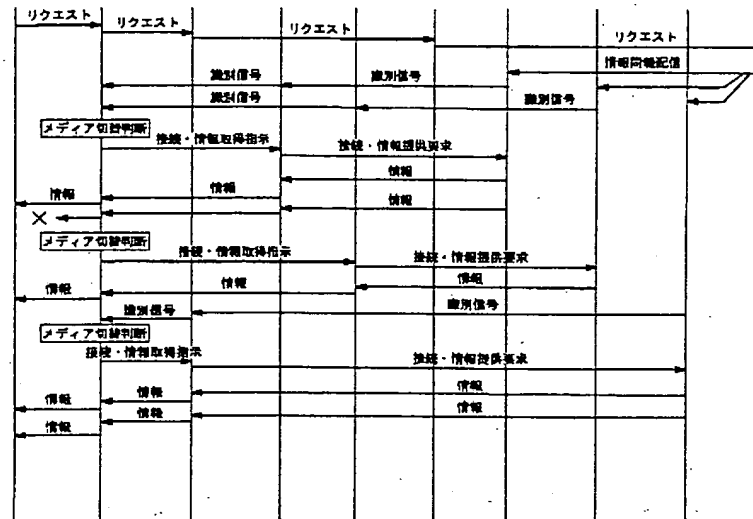 リクエスト
リクエスト
リクエスト
リクエスト
情報同報配信
識別信号
識別信号
識別信号
識別信号
メディア切替判断
接続・情報取得指示
接続・情報提供要求
情報
情報
情報
情報
メディア切替判断
接続・情報取得指示
接続・情報提供要求
情報
情報
情報
識別信号
識別信号
メディア切替判断
接続・情報取得指示
接続・情報提供要求
情報
情報
情報
情報
情報
情報